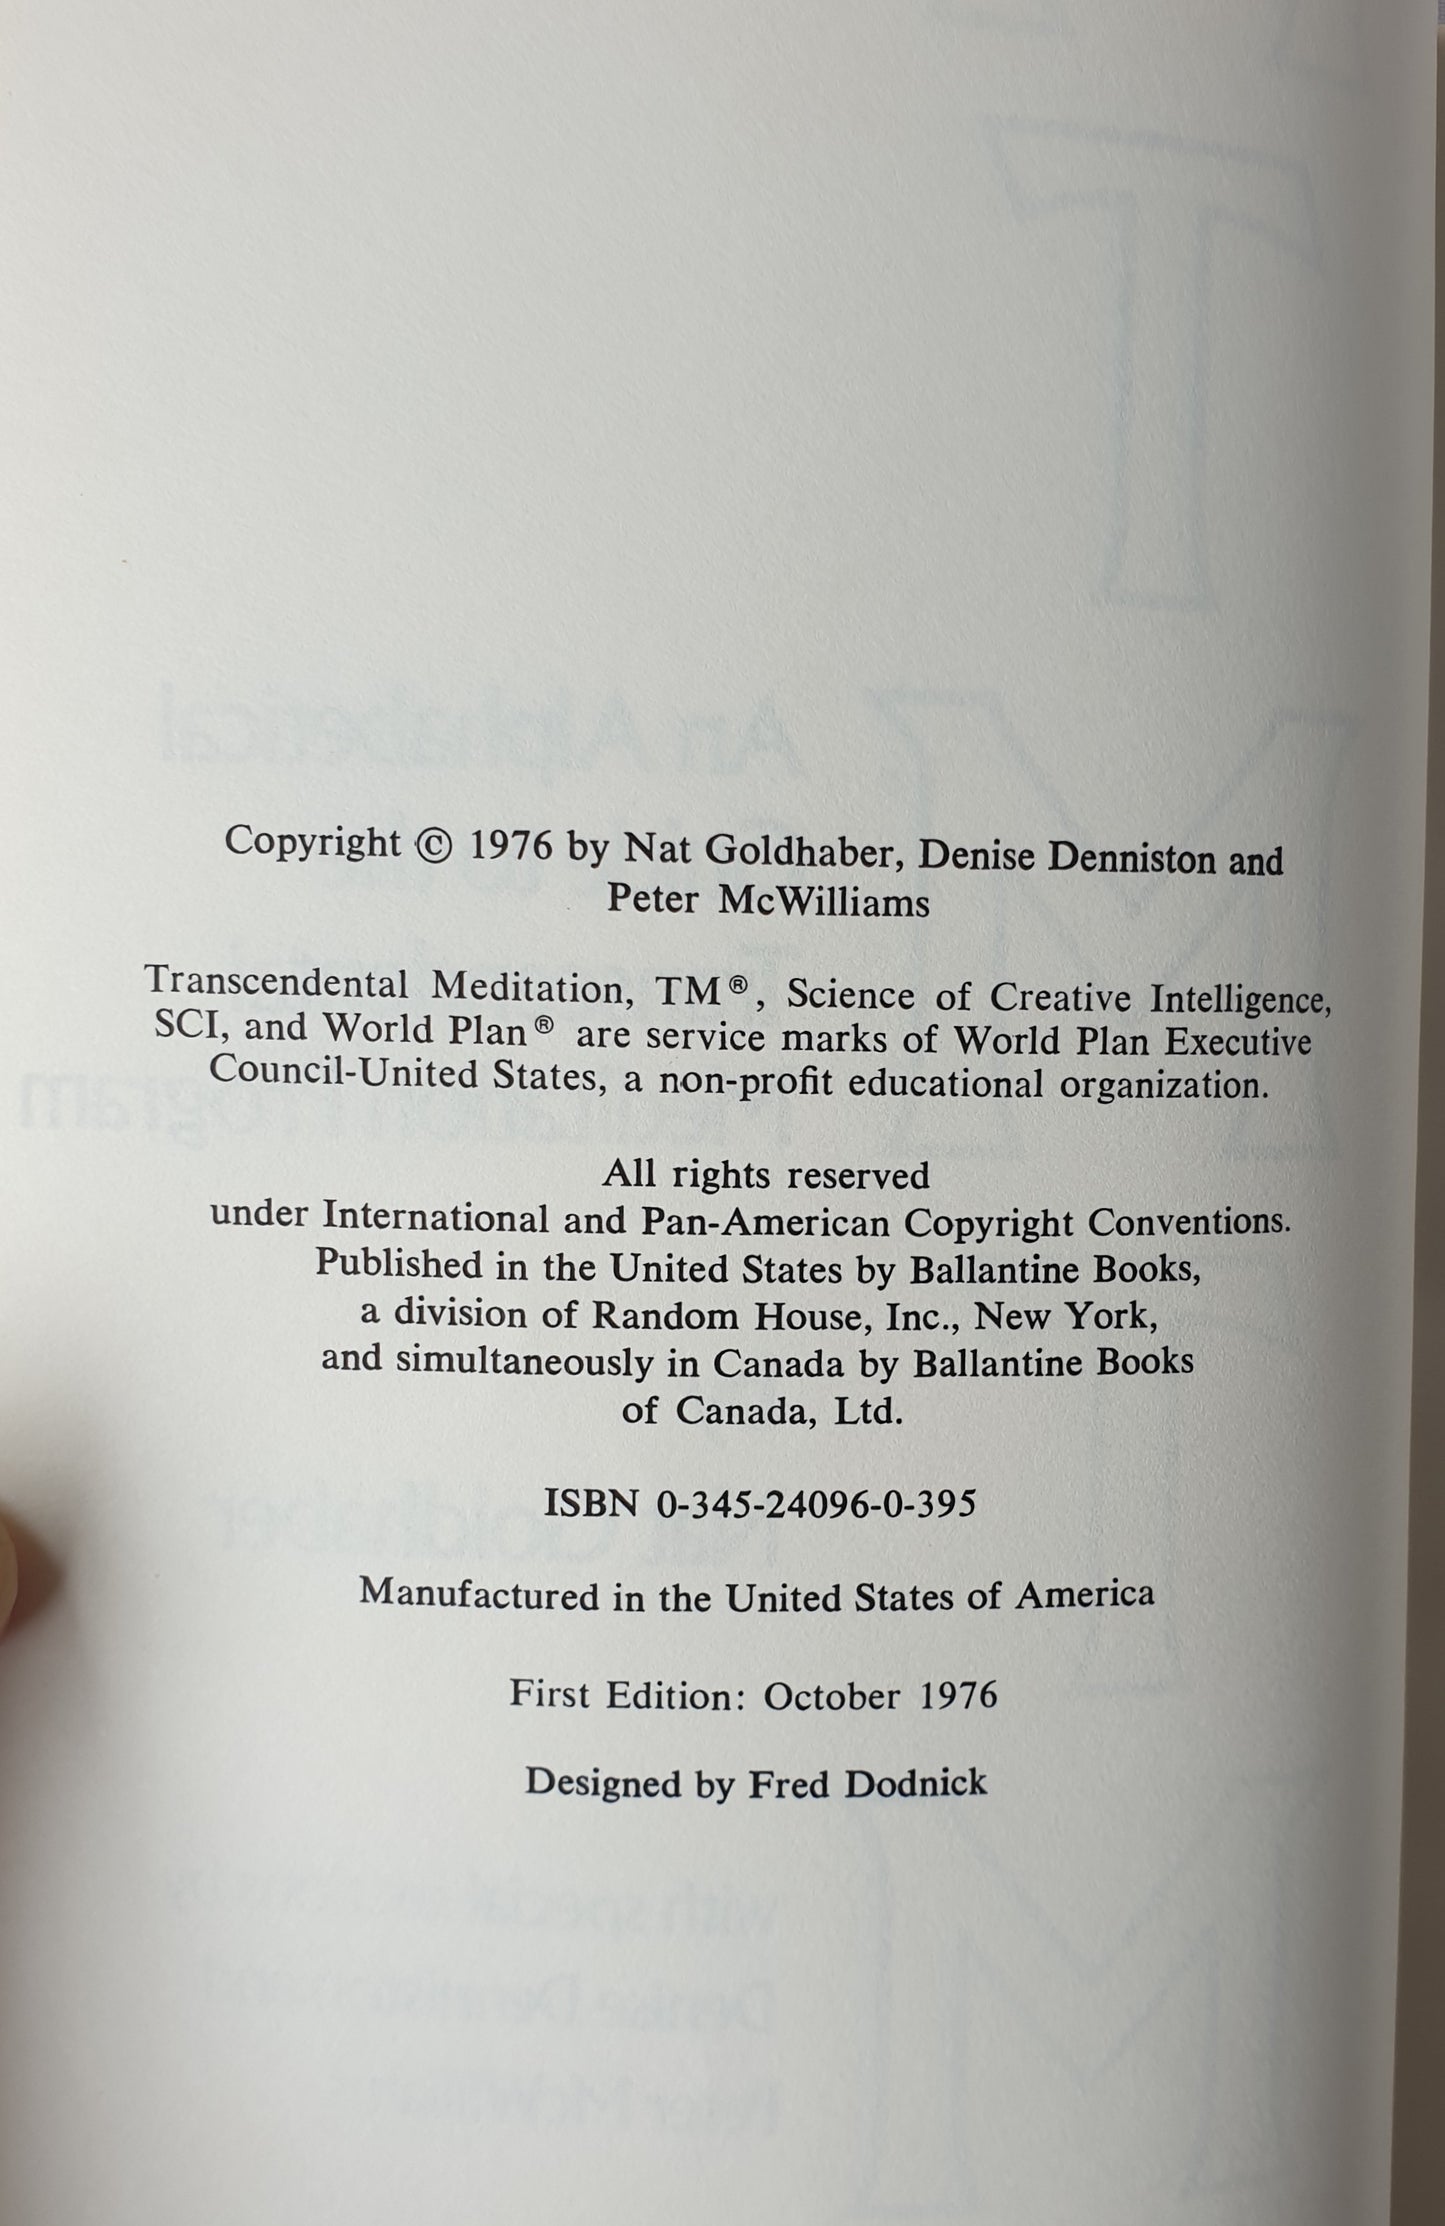 Copyright © 1976 by Nat Goldhaber, Denise Denniston and
Peter McWilliams
Transcendental Meditation, TM®, Science of Creative Intelligence,
SCI, and World Plan® are service marks of World Plan Executive
Council-United States, a non-profit educational organization.
All rights reserved
under International and Pan-American Copyright Conventions.
Published in the United States by Ballantine Books,
a division of Random House, Inc., New York,
and simultaneously in Canada by Ballantine Books
of Canada, Ltd.
ISBN 0-345-24096-0-395
Manufactured in the United States of America
First Edition: October 1976
Designed by Fred Dodnick